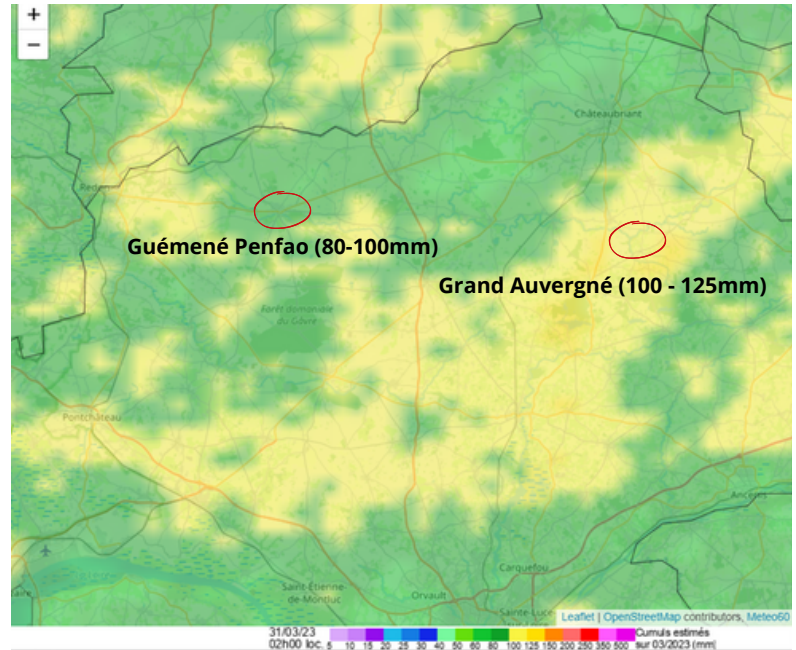 +
−
Châteaubriant
Redon
Guémené Penfao (80-100mm)
Grand Auvergné (100 - 125mm)
Forêt domaniale
du Gâvre
Pontchâteau
Ancenis
Carquefou
Saint-Étienne-
de-Montluc
Orvault
Sainte-Luce-
Leaflet | OpenStreetMap contributors, Meteo60
31/03/23
02h00 loc.
5 10 15 20 25 30 40 50 60 80 100 125 150 200 250 350 500
Cumuls estimés
sur 03/2023 (mm)